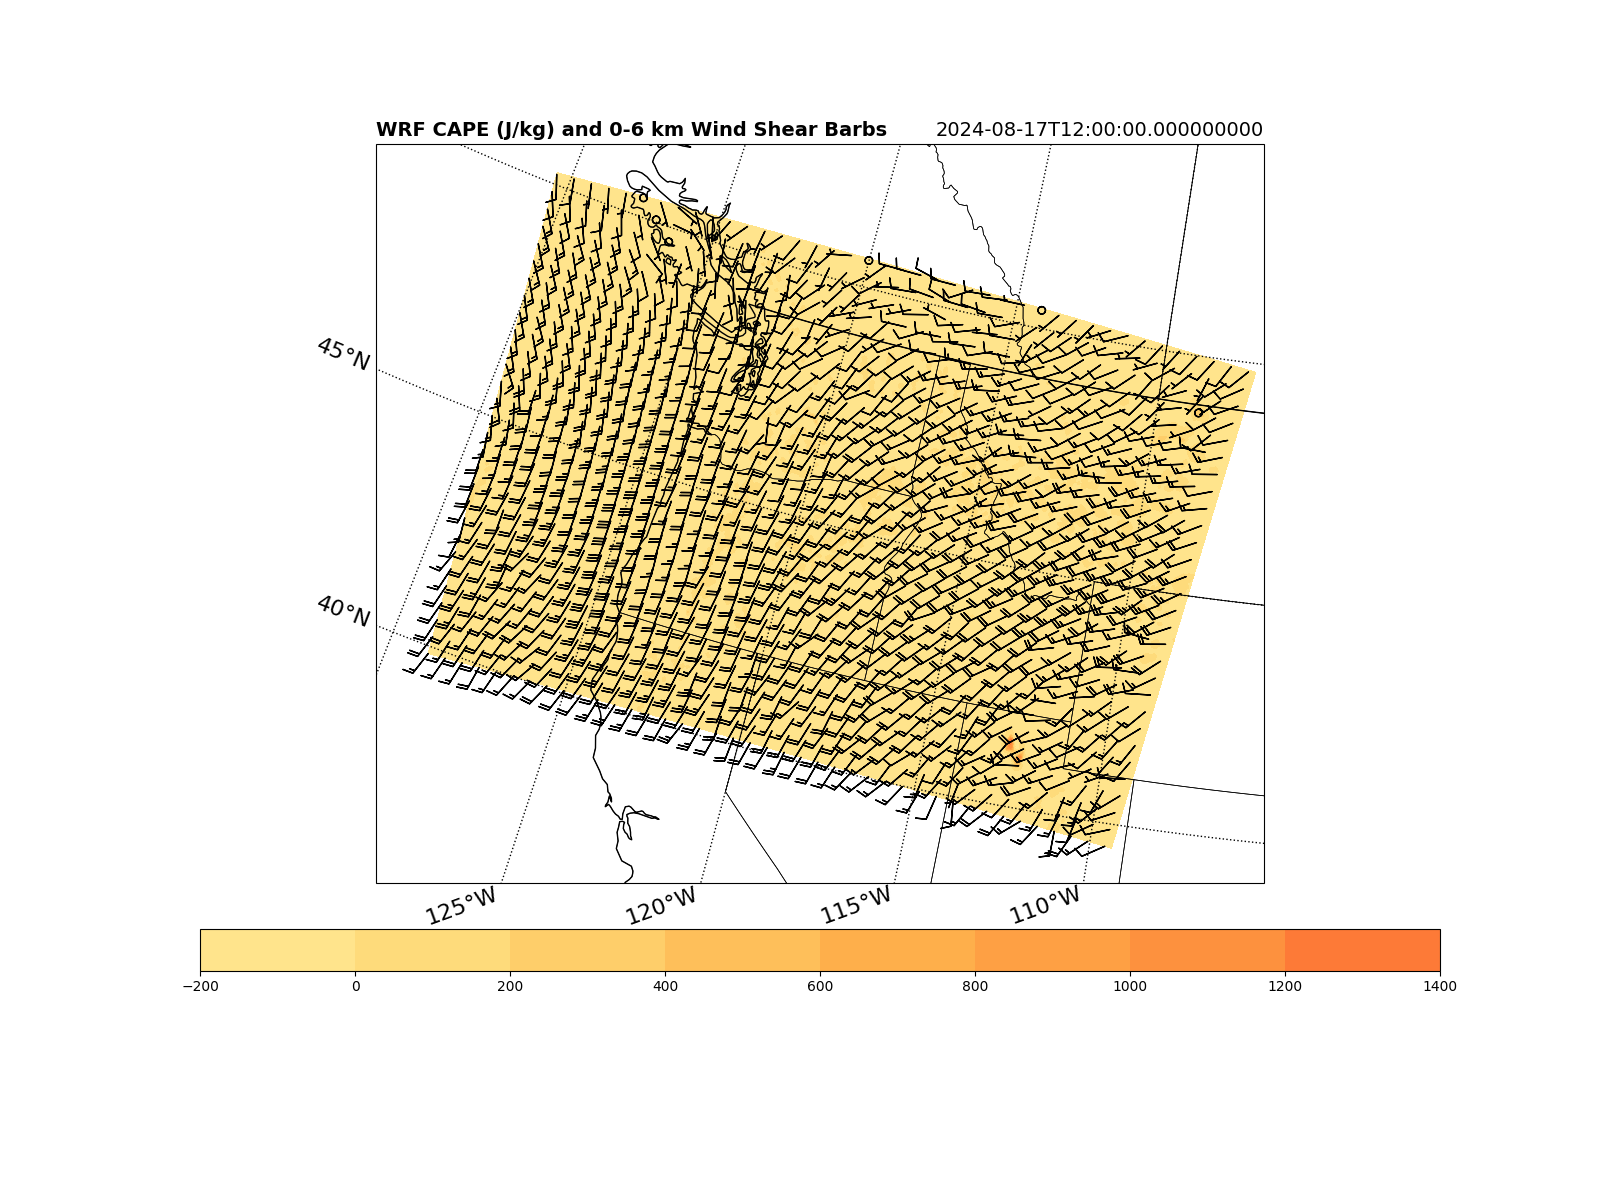 WRF CAPE (J/kg) and 0-6 km Wind Shear Barbs 2024-08-17T12:00:00.000000000
45°N
40°N
125°W 120°W 115°W 110°W
−200 0 200 400 600 800 1000 1200 1400